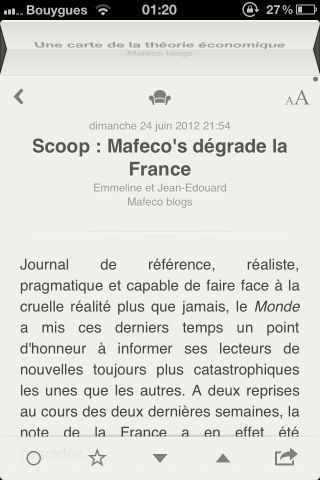 Bouygues 01:20 27%
Une carte de la théorie économique
Mafeco blogs
AA
dimanche 24 juin 2012 21:54
Scoop : Mafeco's dégrade la
France
Emmeline et Jean-Edouard
Mafeco blogs
Journal de référence, réaliste,
pragmatique et capable de faire face à la
cruelle réalité plus que jamais, le Monde
a mis ces derniers temps un point
d'honneur à informer ses lecteurs de
nouvelles toujours plus catastrophiques
les unes que les autres. A deux reprises
au cours des deux dernières semaines, la
note de la France a en effet été
dégradée